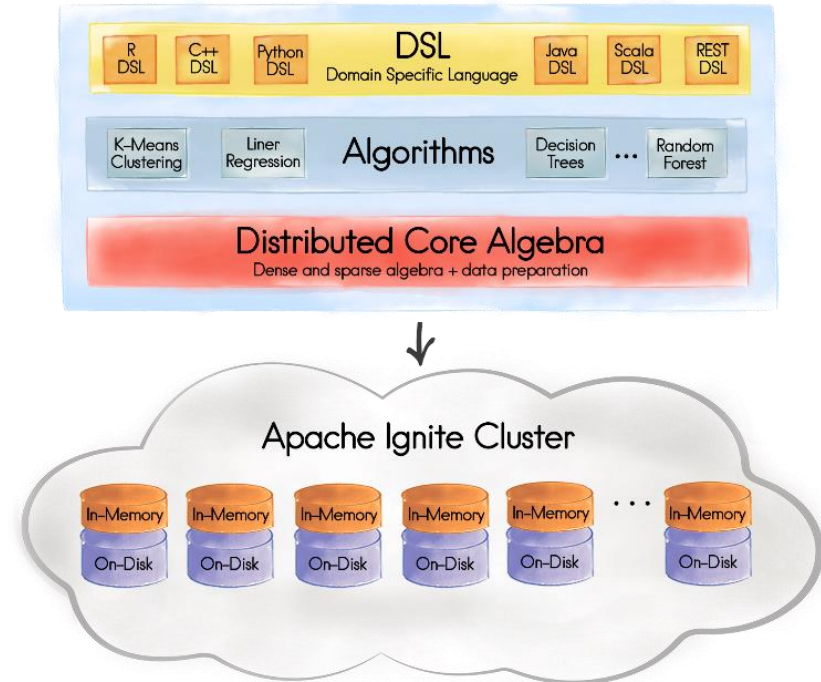 R
DSL
C++
DSL
Python
DSL
DSL
Domain Specific Language
Java
DSL
Scala
DSL
REST
DSL
K-Means
Clustering
Liner
Regression
Algorithms
Decision
Trees
...
Random
Forest
Distributed Core Algebra
Dense and sparse algebra + data preparation
Apache Ignite Cluster
In-Memory
On-Disk
In-Memory
On-Disk
In-Memory
On-Disk
In-Memory
On-Disk
In-Memory
On-Disk
...
In-Memory
On-Disk